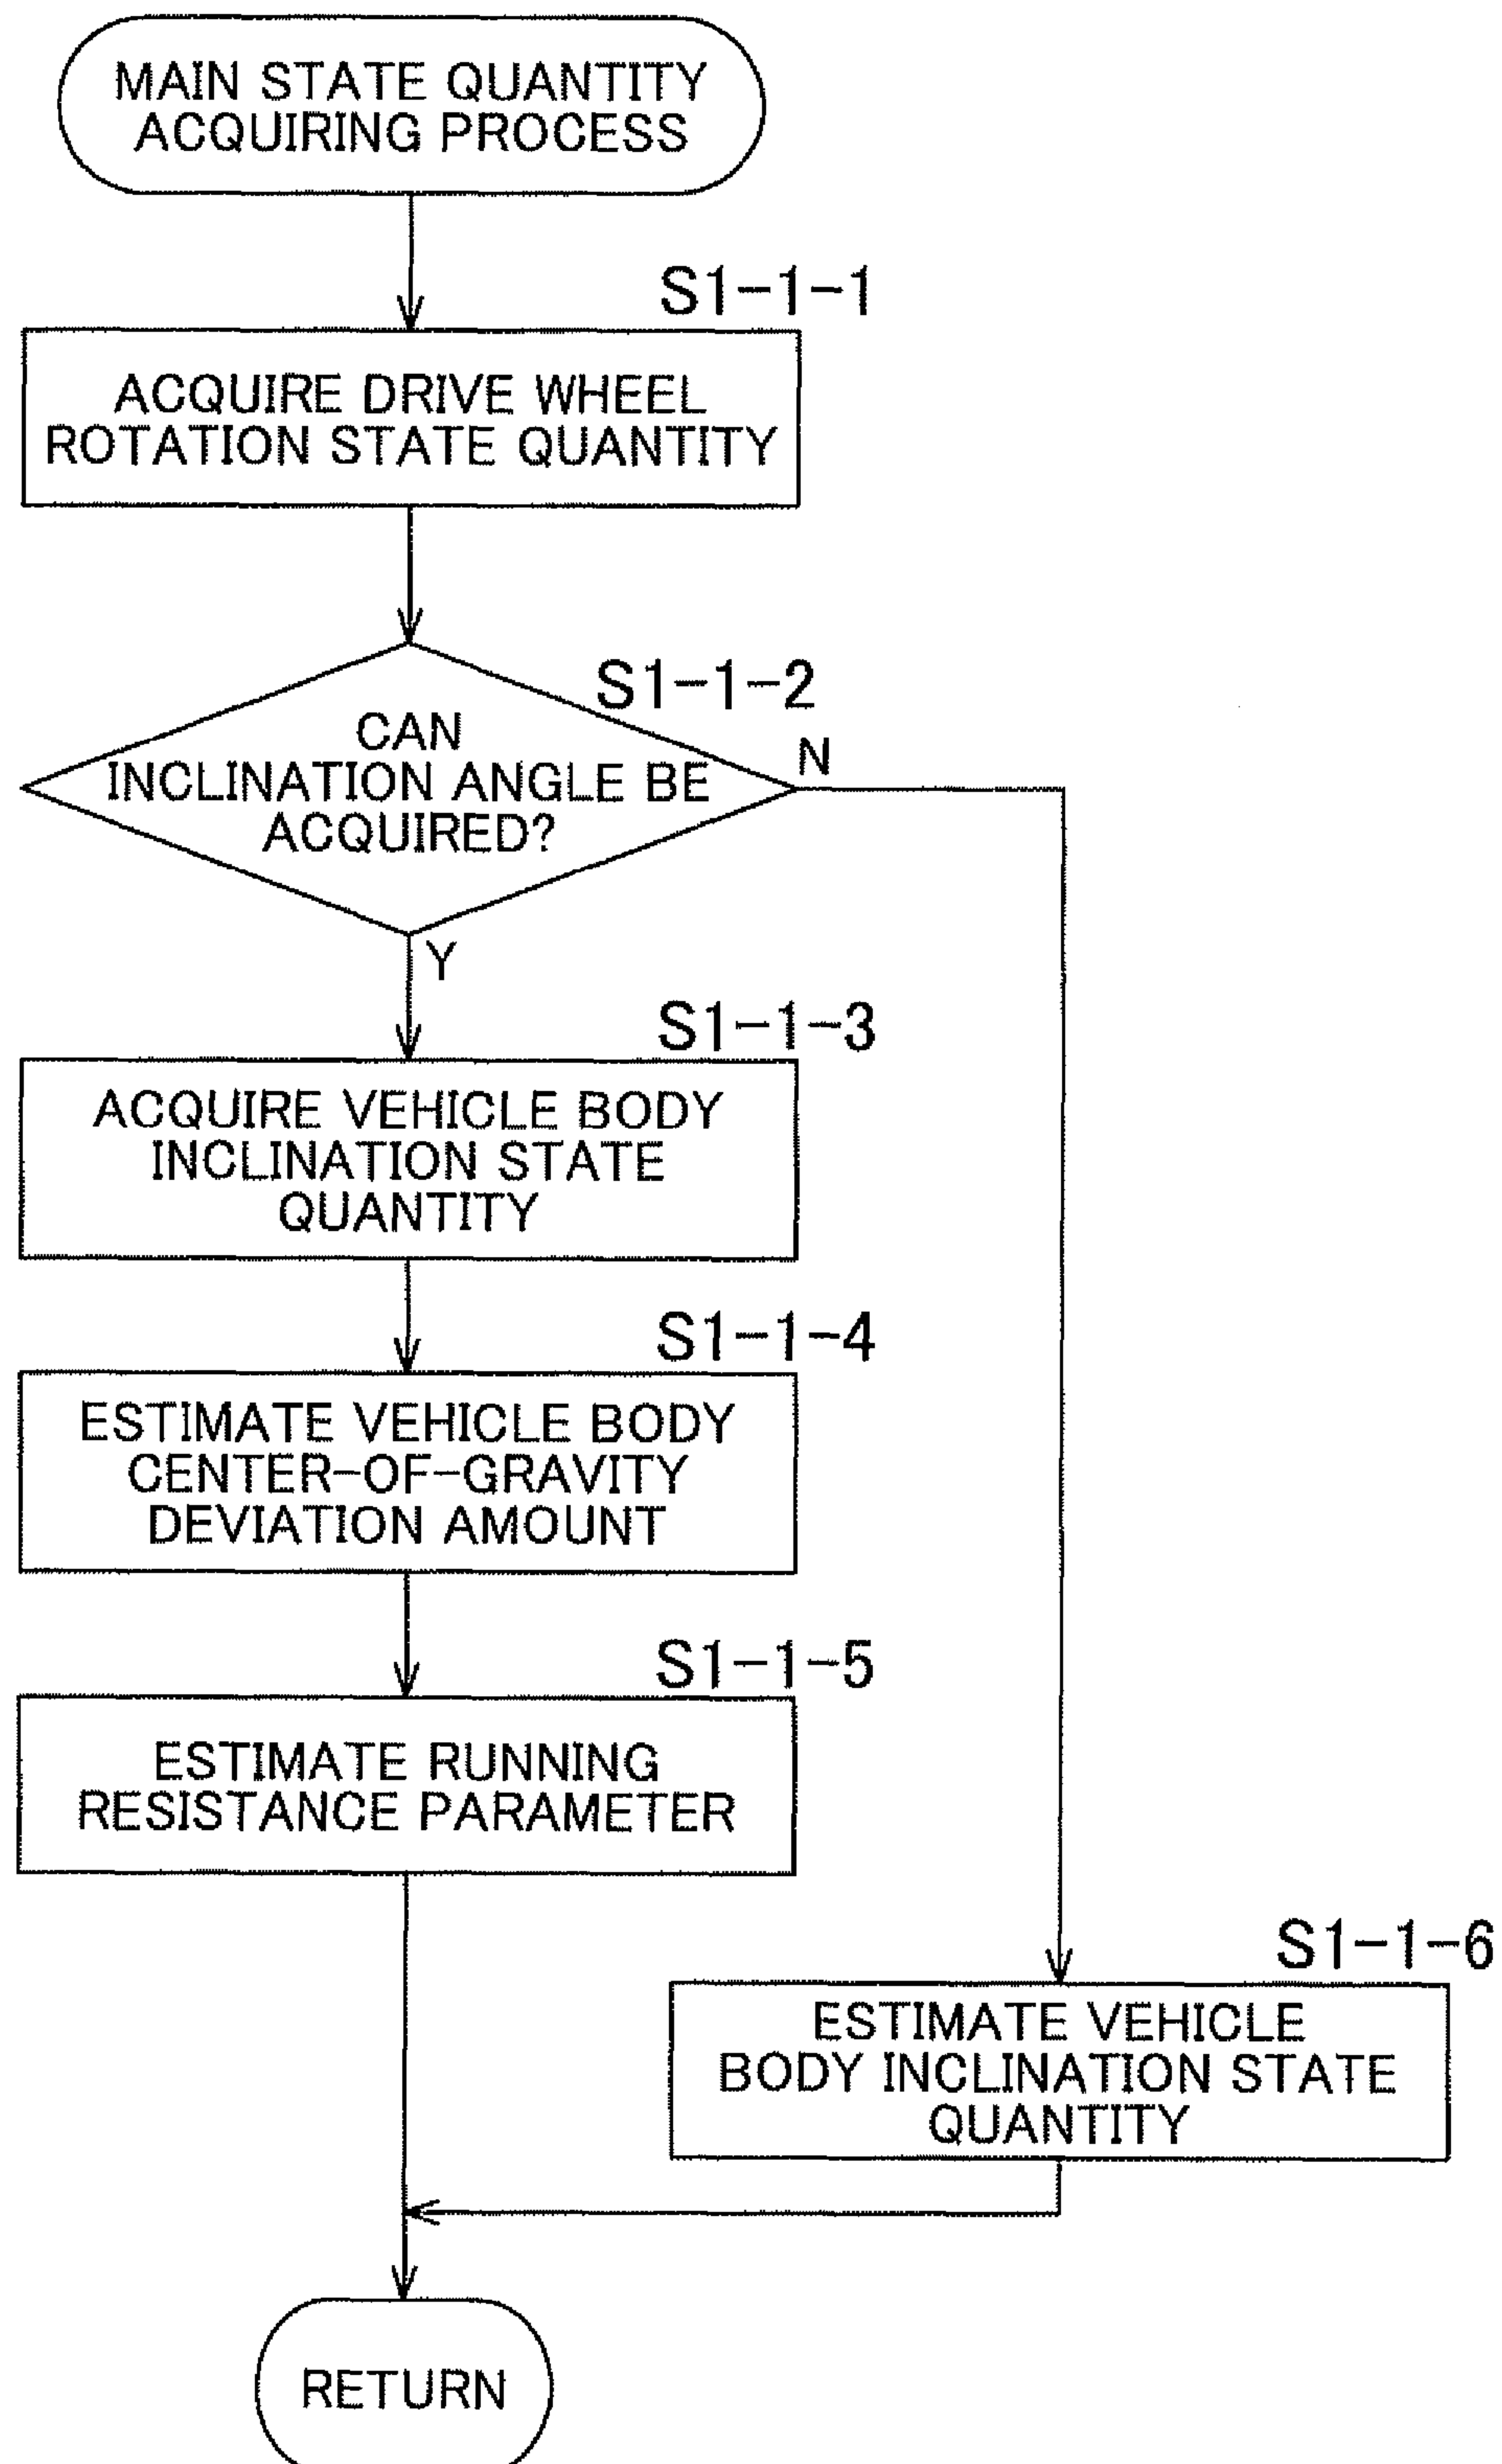 MAIN STATE QUANTITY
ACQUIRING PROCESS
S1-1-1
ACQUIRE DRIVE WHEEL
ROTATION STATE QUANTITY
S1-1-2
CAN
INCLINATION ANGLE BE
ACQUIRED?
N
Y
S1-1-3
ACQUIRE VEHICLE BODY
INCLINATION STATE
QUANTITY
S1-1-4
ESTIMATE VEHICLE BODY
CENTER-OF-GRAVITY
DEVIATION AMOUNT
S1-1-5
ESTIMATE RUNNING
RESISTANCE PARAMETER
S1-1-6
ESTIMATE VEHICLE
BODY INCLINATION STATE
QUANTITY
RETURN